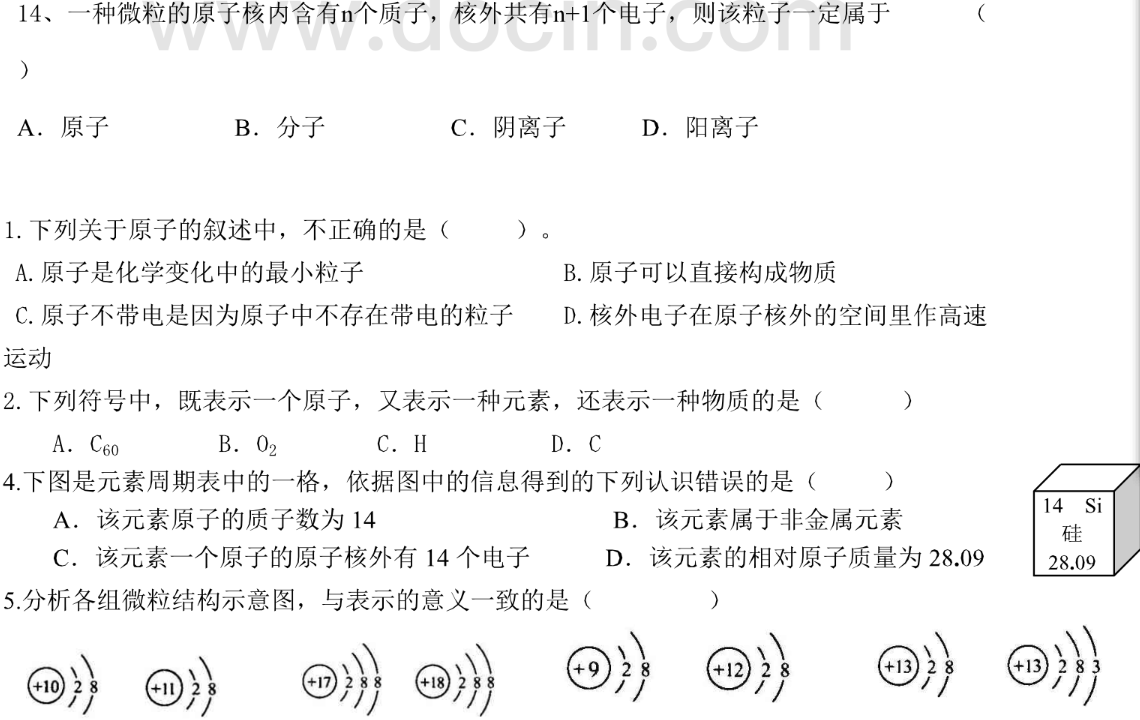 www.docin.com
14、一种微粒的原子核内含有n个质子，核外共有n+1个电子，则该粒子一定属于 （
）
A．原子 B．分子 C．阴离子 D．阳离子
1.下列关于原子的叙述中，不正确的是（ ）。
A.原子是化学变化中的最小粒子 B.原子可以直接构成物质
C.原子不带电是因为原子中不存在带电的粒子 D.核外电子在原子核外的空间里作高速
运动
2.下列符号中，既表示一个原子，又表示一种元素，还表示一种物质的是（ ）
A．C₆₀ B．O₂ C．H D．C
4.下图是元素周期表中的一格，依据图中的信息得到的下列认识错误的是（ ）
A．该元素原子的质子数为 14 B．该元素属于非金属元素
C．该元素一个原子的原子核外有 14 个电子 D．该元素的相对原子质量为 28.09
14 Si
硅
28.09
5.分析各组微粒结构示意图，与表示的意义一致的是（ ）
+10 2 8 +11 2 8 +17 2 8 8 +18 2 8 8 +9 2 8 +12 2 8 +13 2 8 +13 2 8 3